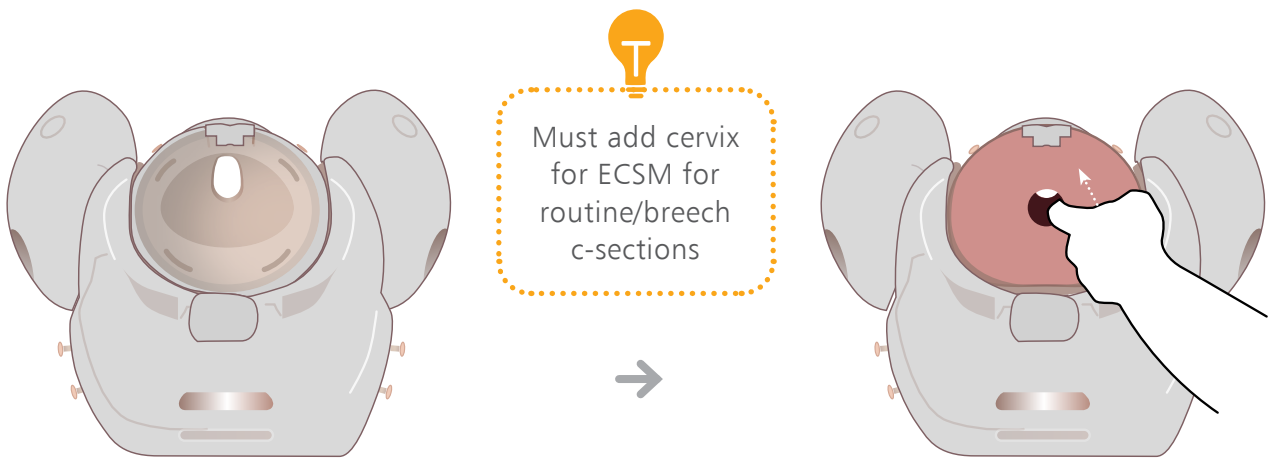 T
Must add cervix
for ECSM for
routine/breech
c-sections